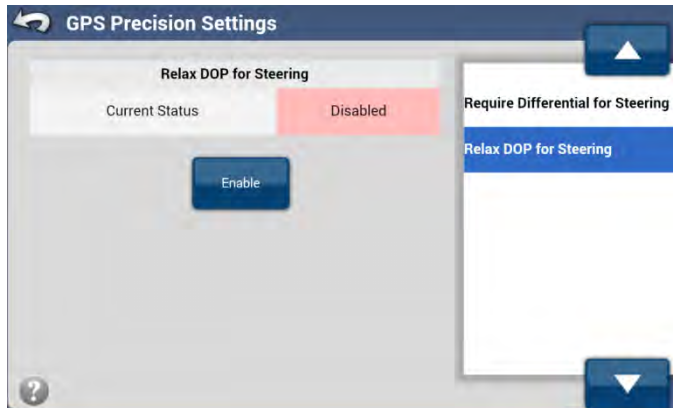 GPS Precision Settings
Relax DOP for Steering
Current Status
Disabled
Enable
Require Differential for Steering
Relax DOP for Steering
?